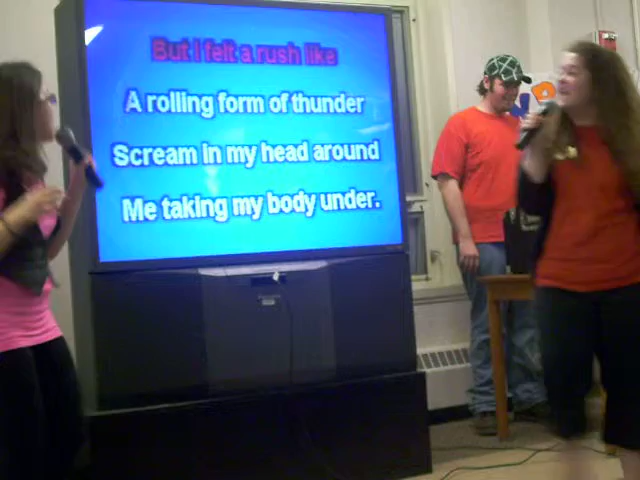 But I felt a rush like
A rolling form of thunder
Scream in my head around
Me taking my body under.